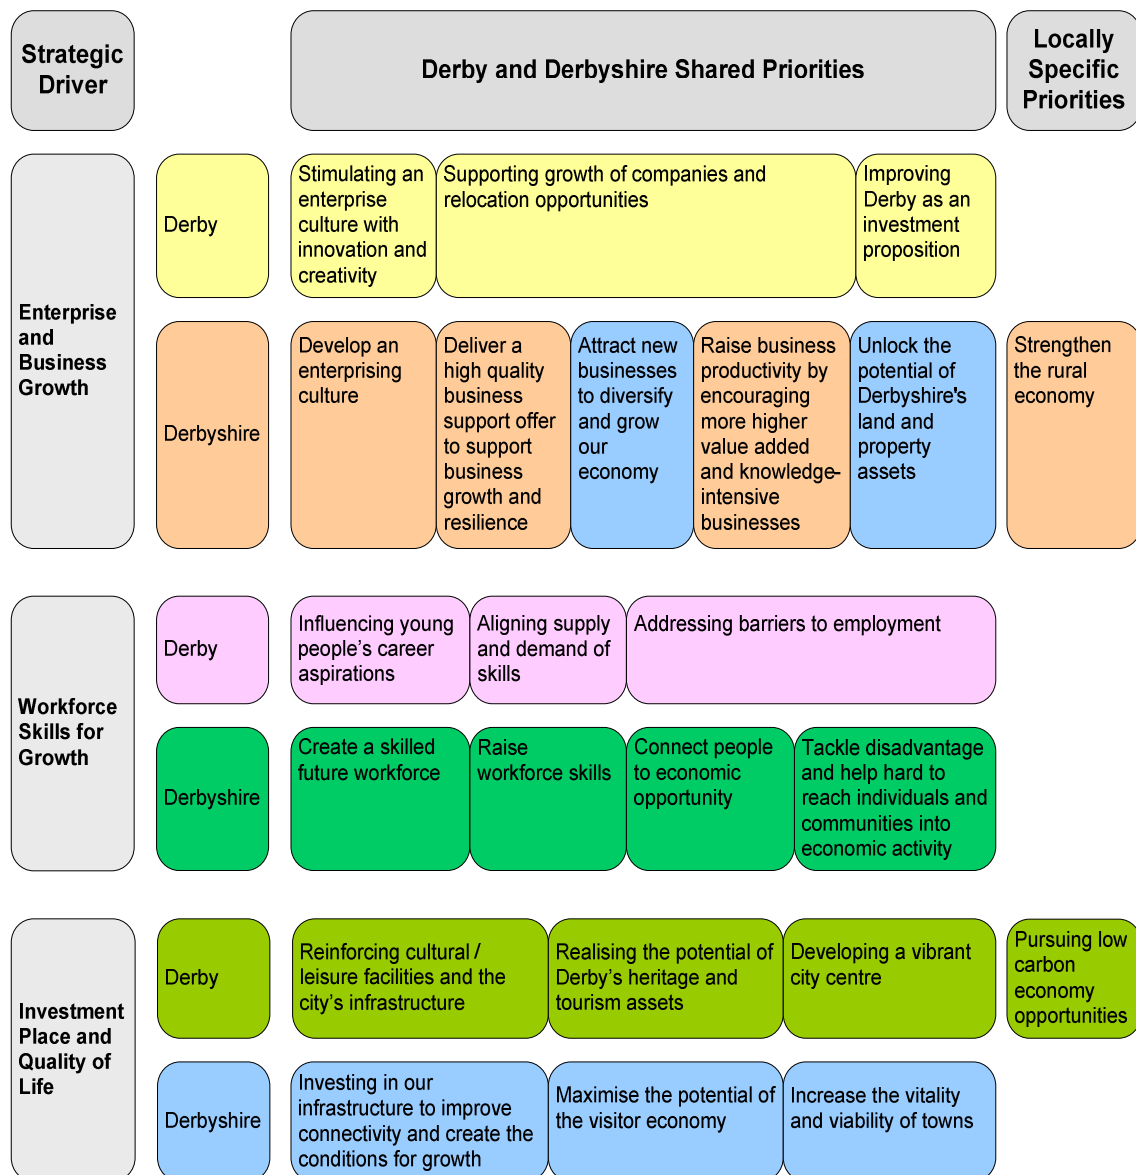 Strategic
Driver
Derby and Derbyshire Shared Priorities
Locally
Specific
Priorities
Enterprise
and
Business
Growth
Derby
Stimulating an
enterprise
culture with
innovation and
creativity
Supporting growth of companies and
relocation opportunities
Improving
Derby as an
investment
proposition
Derbyshire
Develop an
enterprising
culture
Deliver a
high quality
business
support offer
to support
business
growth and
resilience
Attract new
businesses
to diversify
and grow
our
economy
Raise business
productivity by
encouraging
more higher
value added
and knowledge-
intensive
businesses
Unlock the
potential of
Derbyshire's
land and
property
assets
Strengthen
the rural
economy
Workforce
Skills for
Growth
Derby
Influencing young
people’s career
aspirations
Aligning supply
and demand of
skills
Addressing barriers to employment
Derbyshire
Create a skilled
future workforce
Raise
workforce skills
Connect people
to economic
opportunity
Tackle disadvantage
and help hard to
reach individuals and
communities into
economic activity
Investment
Place and
Quality of
Life
Derby
Reinforcing cultural /
leisure facilities and the
city’s infrastructure
Realising the potential of
Derby’s heritage and
tourism assets
Developing a vibrant
city centre
Pursuing low
carbon
economy
opportunities
Derbyshire
Investing in our
infrastructure to improve
connectivity and create the
conditions for growth
Maximise the potential of
the visitor economy
Increase the vitality
and viability of towns